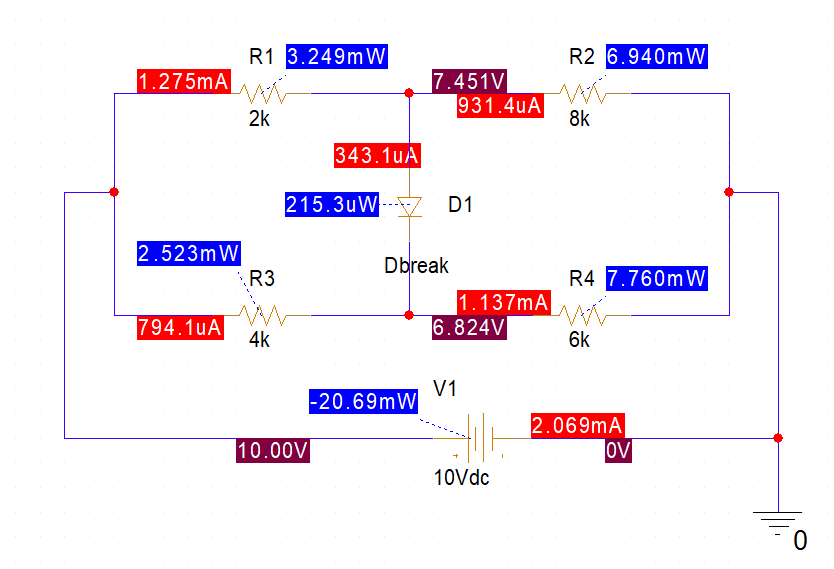 R1
3.249mW
R2
6.940mW
1.275mA
7.451V
931.4uA
2k
8k
343.1uA
215.3uW
D1
2.523mW
Dbreak
R3
R4
7.760mW
1.137mA
794.1uA
6.824V
4k
6k
V1
-20.69mW
2.069mA
10.00V
0V
+
-
10Vdc
0